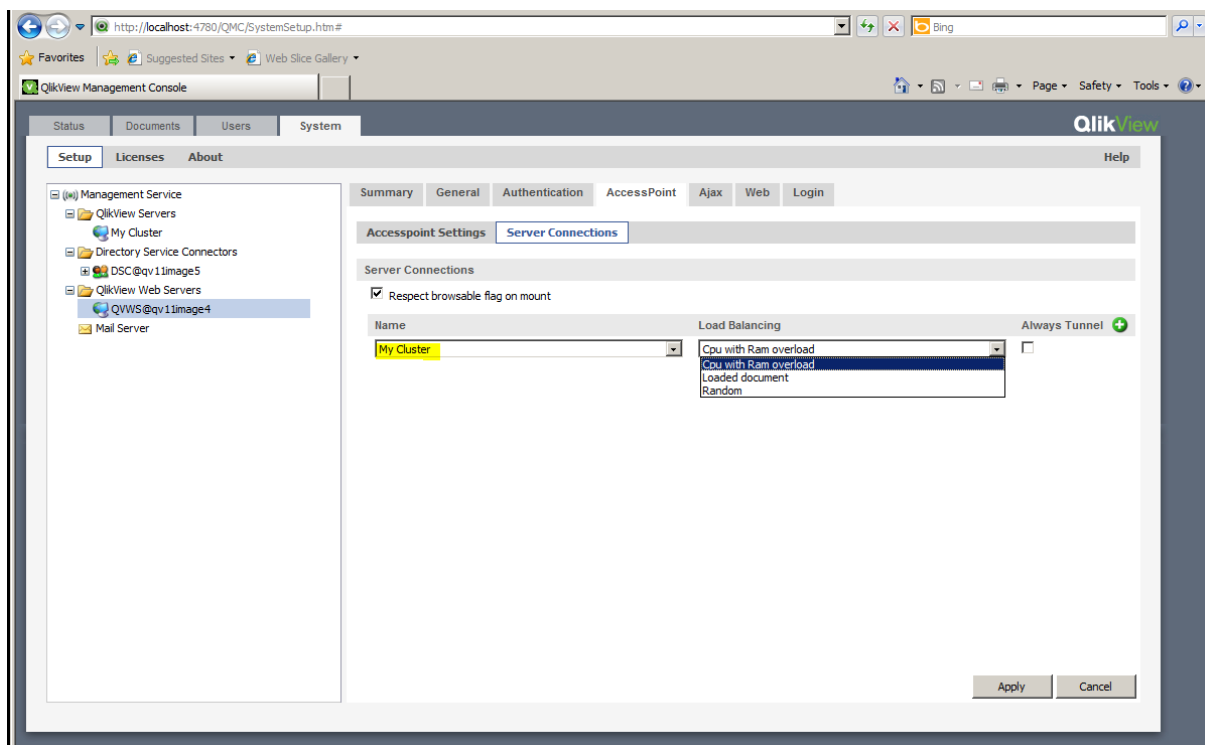 http://localhost:4780/QMC/SystemSetup.htm#
Bing
Favorites
Suggested Sites
Web Slice Gallery
QlikView Management Console
Page
Safety
Tools
Status
Documents
Users
System
QlikView
Setup
Licenses
About
Help
Management Service
QlikView Servers
My Cluster
Directory Service Connectors
DSC@qv11image5
QlikView Web Servers
QVWS@qv11image4
Mail Server
Summary
General
Authentication
AccessPoint
Ajax
Web
Login
Accesspoint Settings
Server Connections
Server Connections
Respect browsable flag on mount
Name
Load Balancing
Always Tunnel
My Cluster
Cpu with Ram overload
Cpu with Ram overload
Loaded document
Random
Apply
Cancel